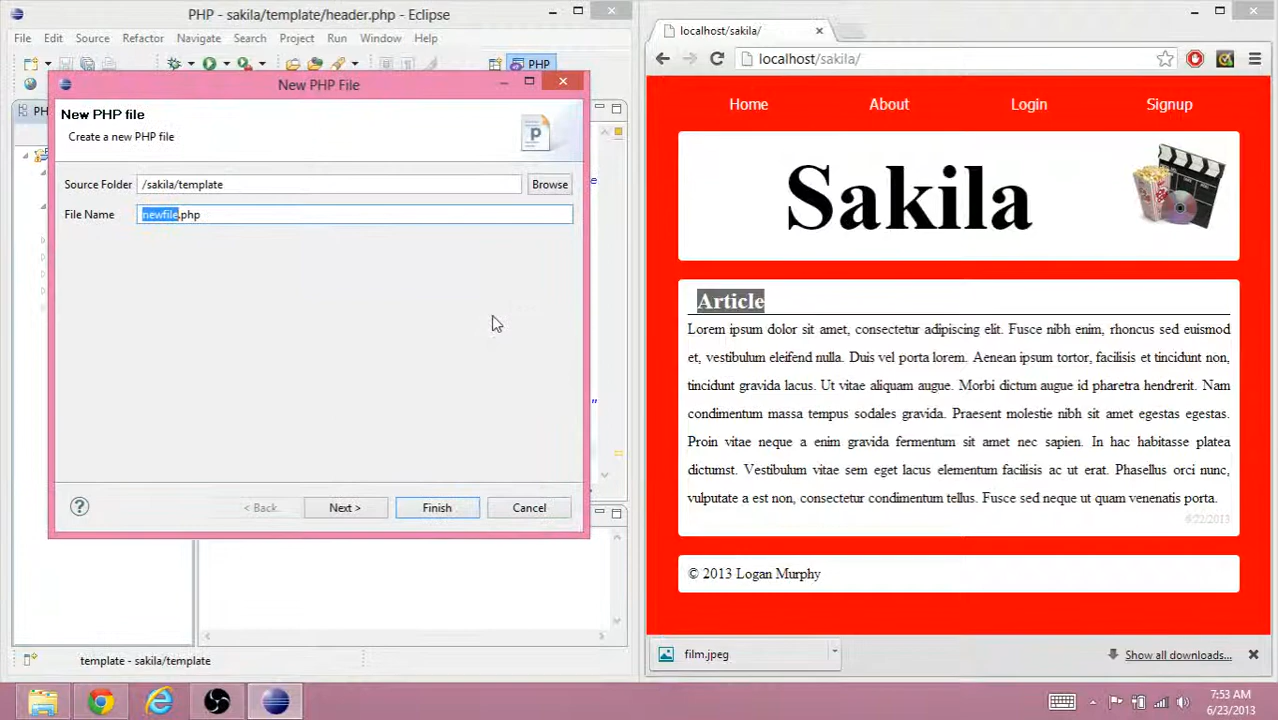 PHP - sakila/template/header.php - Eclipse
File Edit Source Refactor Navigate Search Project Run Window Help
PHP
New PHP File
New PHP file
Create a new PHP file
P
Source Folder /sakila/template Browse
File Name newfile.php
< Back Next > Finish Cancel
template - sakila/template
localhost/sakila/
localhost/sakila/
Home About Login Signup
Sakila
Article
Lorem ipsum dolor sit amet, consectetur adipiscing elit. Fusce nibh enim, rhoncus sed euismod
et, vestibulum eleifend nulla. Duis vel porta lorem. Aenean ipsum tortor, facilisis et tincidunt non,
tincidunt gravida lacus. Ut vitae aliquam augue. Morbi dictum augue id pharetra hendrerit. Nam
condimentum massa tempus sodales gravida. Praesent molestie nibh sit amet egestas egestas.
Proin vitae neque a enim gravida fermentum sit amet nec sapien. In hac habitasse platea
dictumst. Vestibulum vitae sem eget lacus elementum facilisis ac ut erat. Phasellus orci nunc,
vulputate a est non, consectetur condimentum tellus. Fusce sed neque ut quam venenatis porta.
6/22/2013
© 2013 Logan Murphy
film.jpeg
Show all downloads...
7:53 AM
6/23/2013